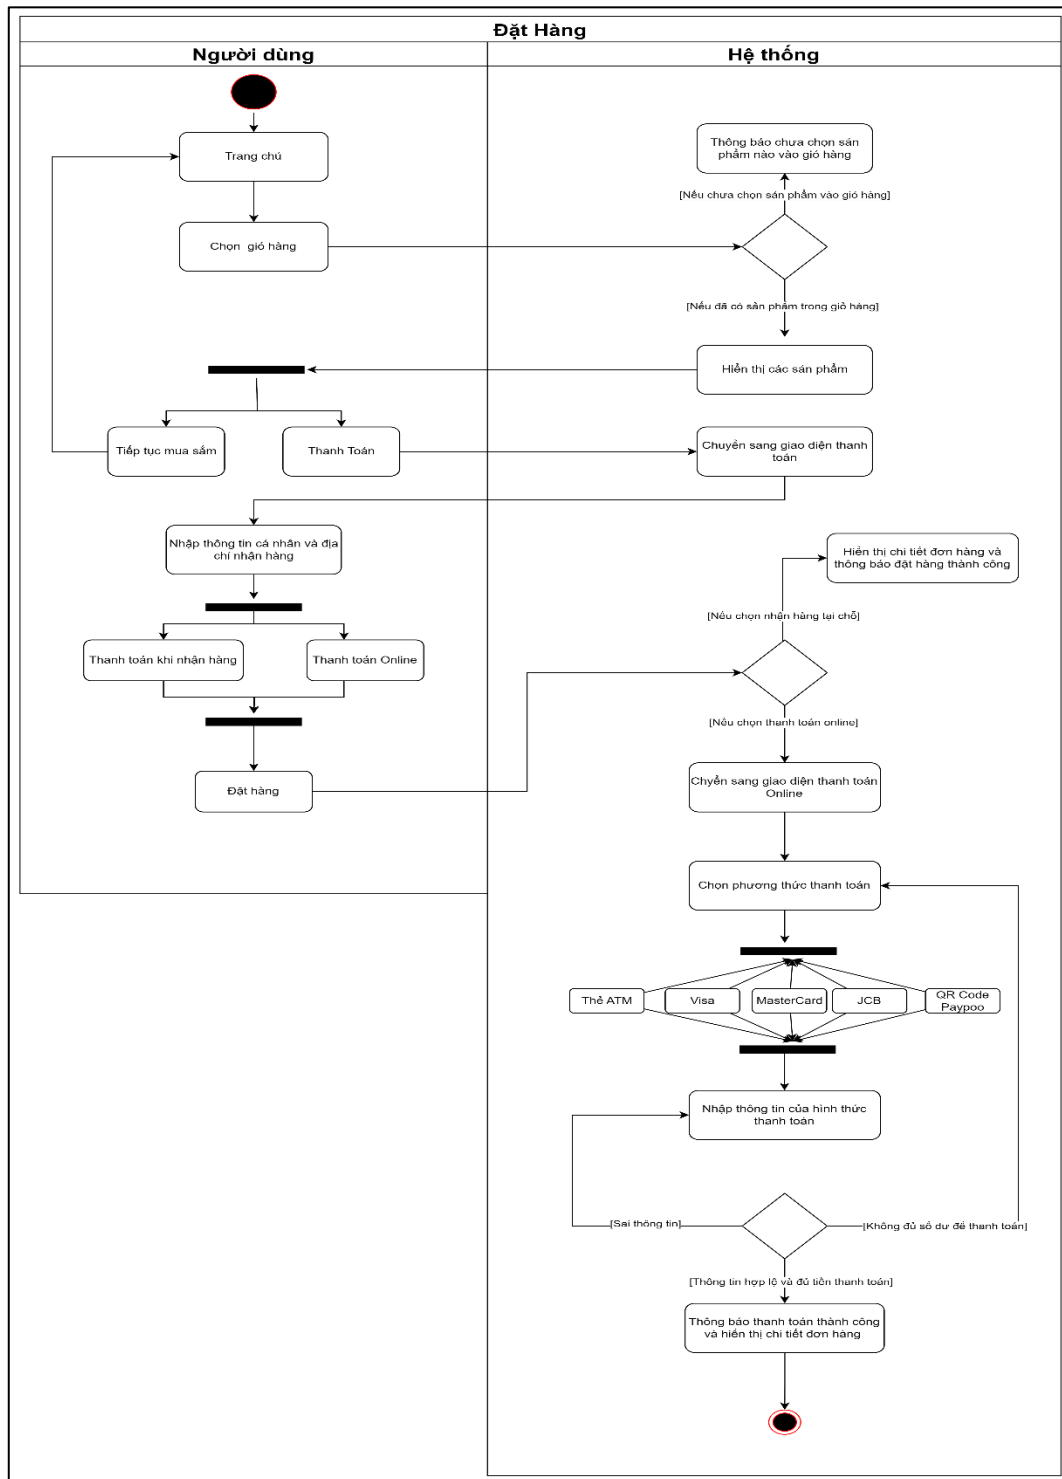 Đặt Hàng
Người dùng
Hệ thống
Trang chủ
Thông báo chưa chọn sản
phẩm nào vào giỏ hàng
[Nếu chưa chọn sản phẩm vào giỏ hàng]
Chọn giỏ hàng
[Nếu đã có sản phẩm trong giỏ hàng]
Hiển thị các sản phẩm
Tiếp tục mua sắm
Thanh Toán
Chuyển sang giao diện thanh
toán
Nhập thông tin cá nhân và địa
chỉ nhận hàng
Hiển thị chi tiết đơn hàng và
thông báo đặt hàng thành công
[Nếu chọn nhận hàng tại chỗ]
Thanh toán khi nhận hàng
Thanh toán Online
[Nếu chọn thanh toán online]
Đặt hàng
Chyển sang giao diện thanh toán
Online
Chọn phương thức thanh toán
Thẻ ATM
Visa
MasterCard
JCB
QR Code
Paypoo
Nhập thông tin của hình thức
thanh toán
[Sai thông tin]
[Không đủ số dư để thanh toán]
[Thông tin hợp lệ và đủ tiền thanh toán]
Thông báo thanh toán thành công
và hiển thị chi tiết đơn hàng